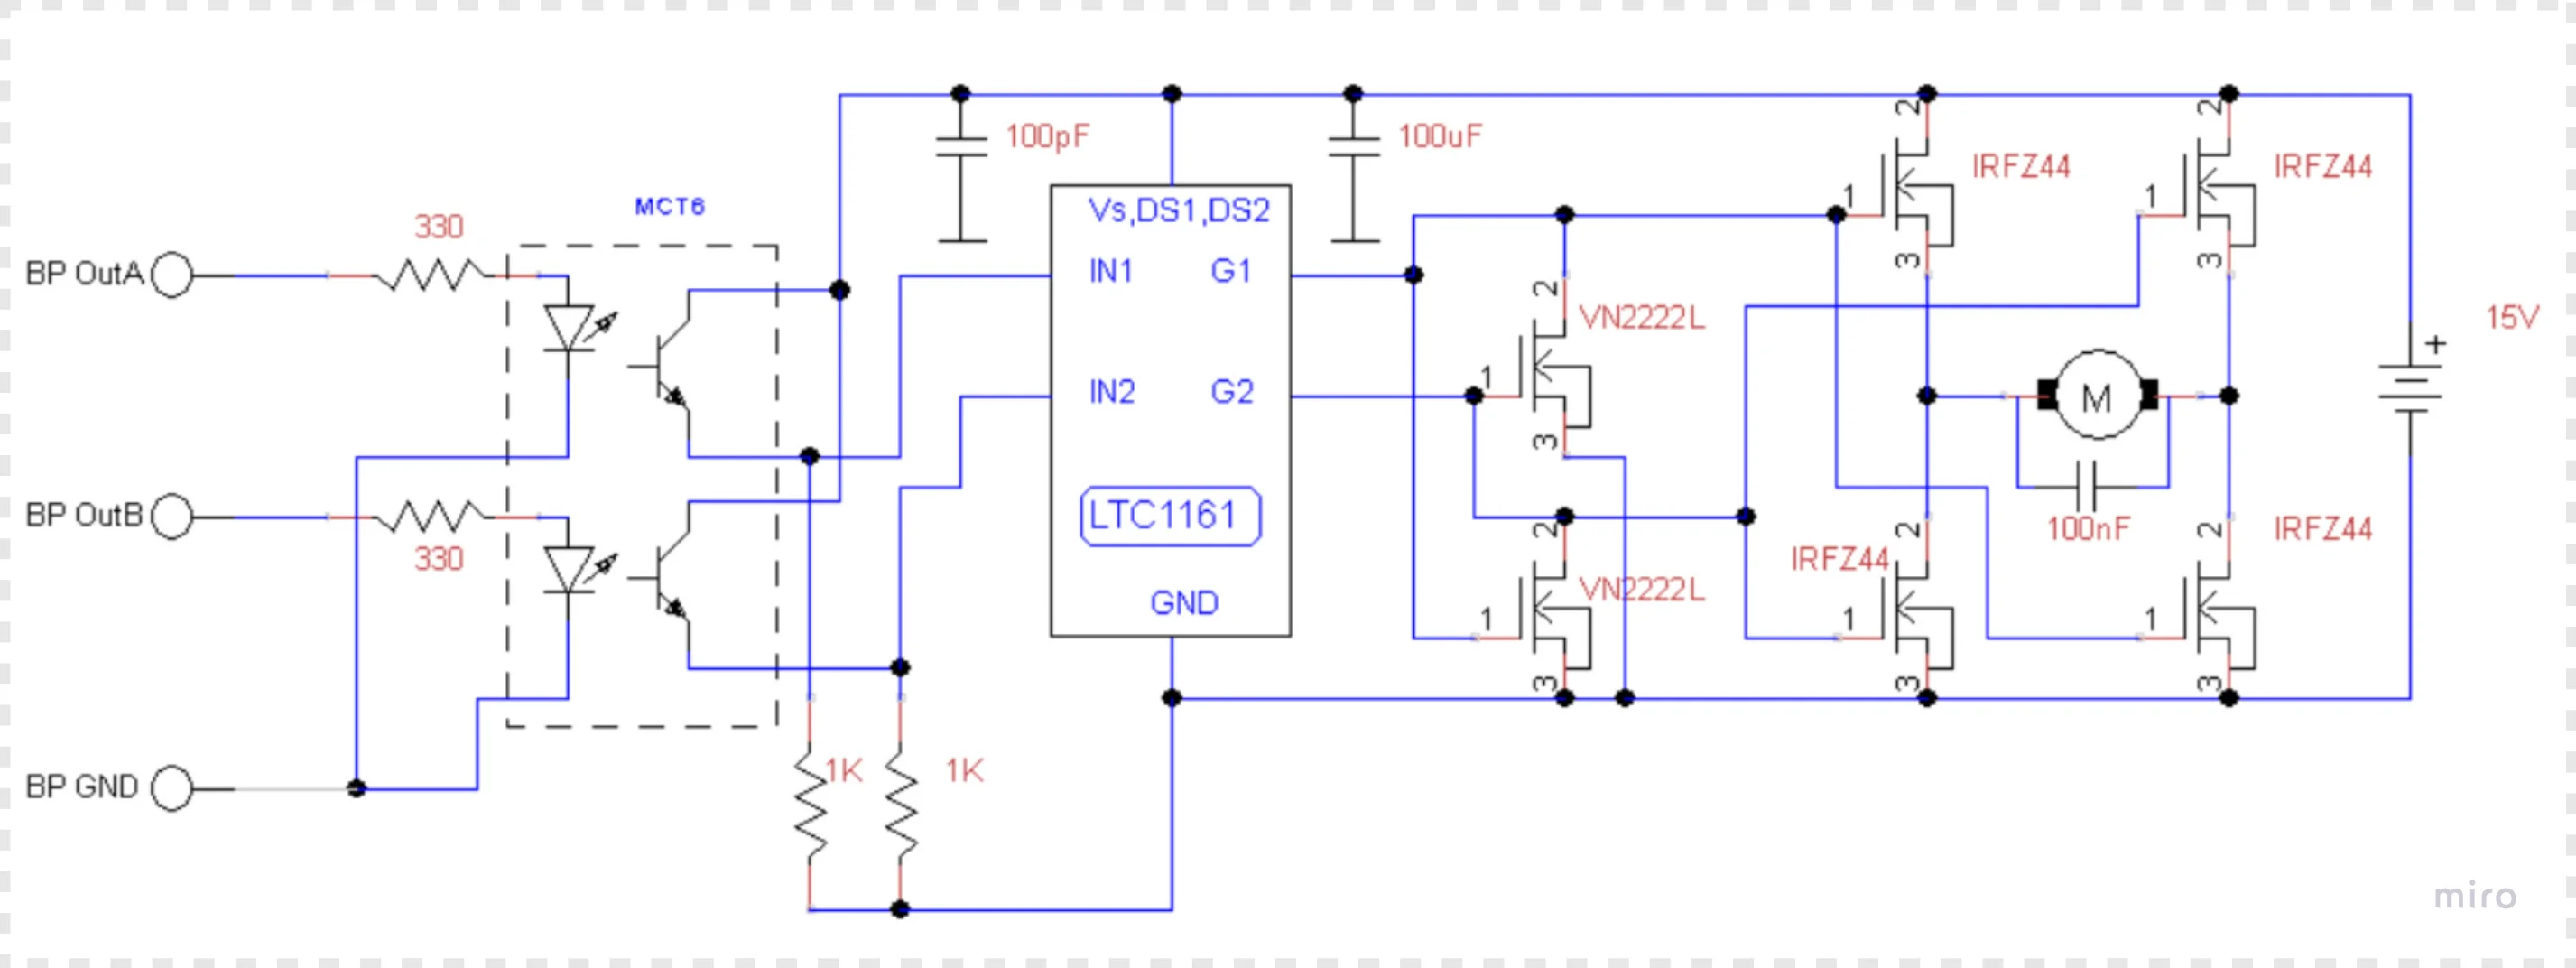 BP OutA
330
MCT6
BP OutB
330
BP GND
1K
1K
100pF
100uF
Vs,DS1,DS2
IN1
G1
IN2
G2
LTC1161
GND
2
1
3
VN2222L
2
1
3
VN2222L
2
1
3
IRFZ44
2
1
3
IRFZ44
M
100nF
IRFZ44
2
1
3
IRFZ44
2
1
3
15V
+
miro